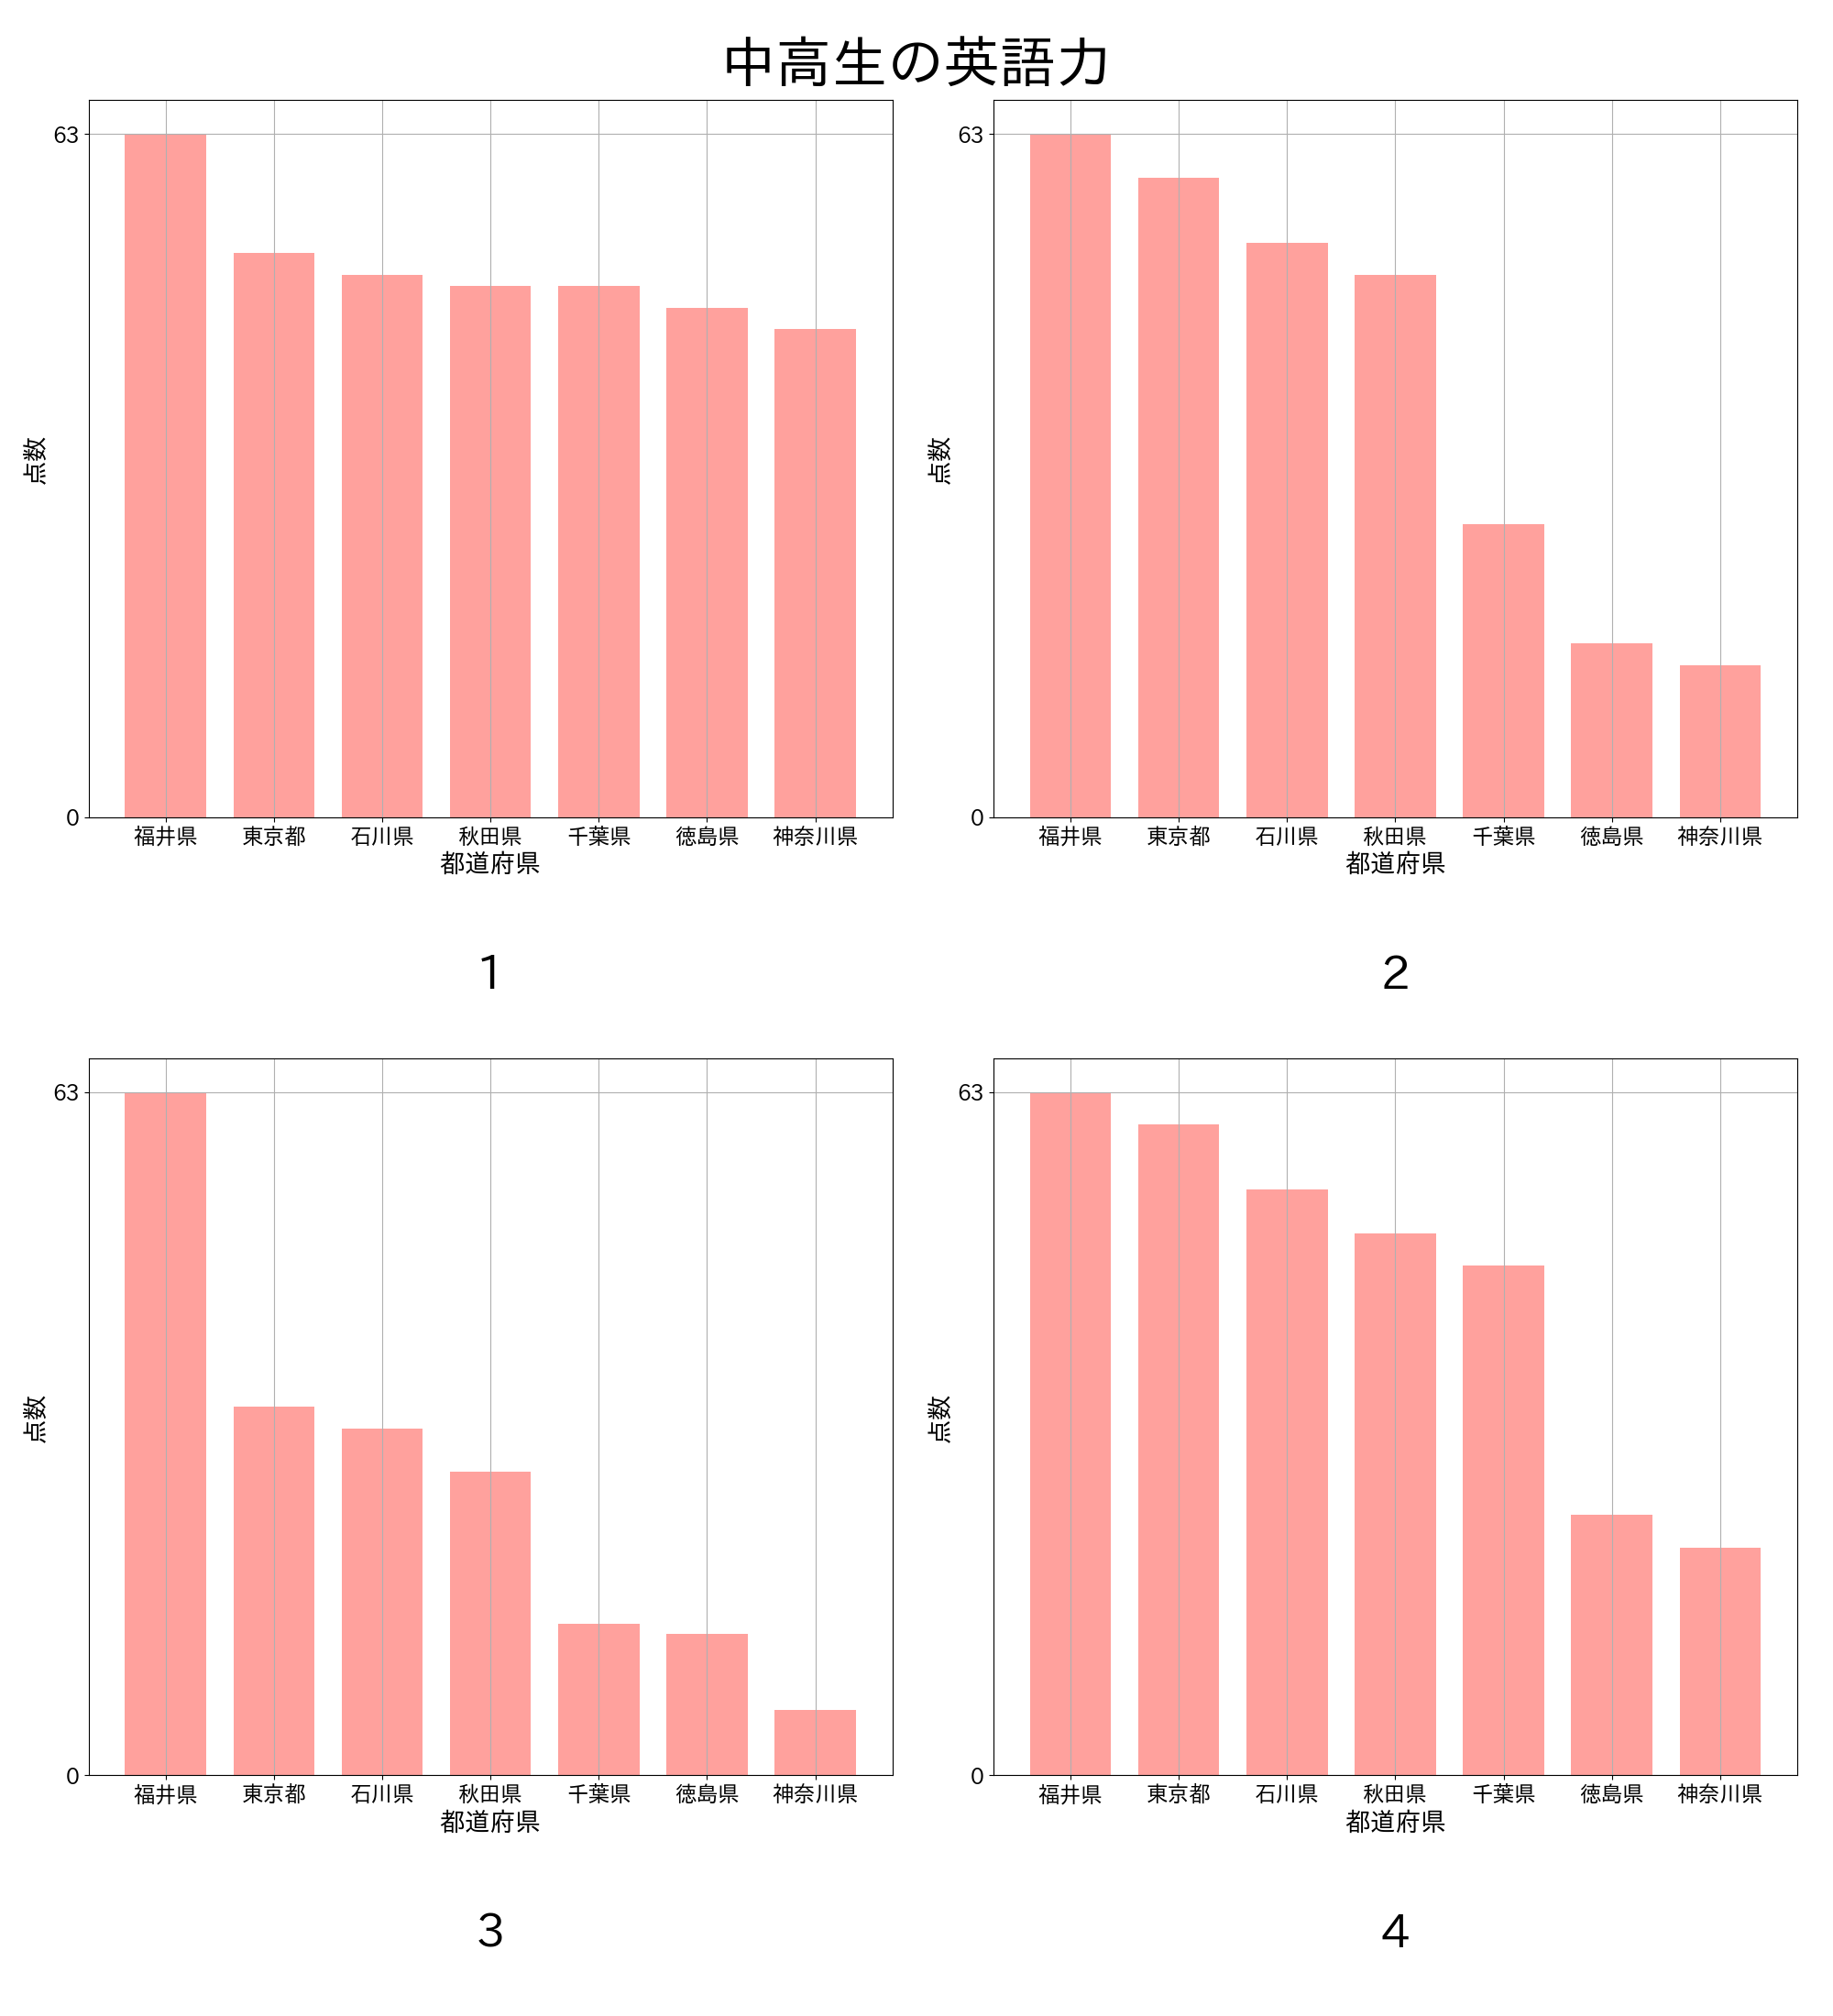 中高生の英語力
63
0
点数
福井県 東京都 石川県 秋田県 千葉県 徳島県 神奈川県
都道府県
1
63
0
点数
福井県 東京都 石川県 秋田県 千葉県 徳島県 神奈川県
都道府県
2
63
0
点数
福井県 東京都 石川県 秋田県 千葉県 徳島県 神奈川県
都道府県
3
63
0
点数
福井県 東京都 石川県 秋田県 千葉県 徳島県 神奈川県
都道府県
4